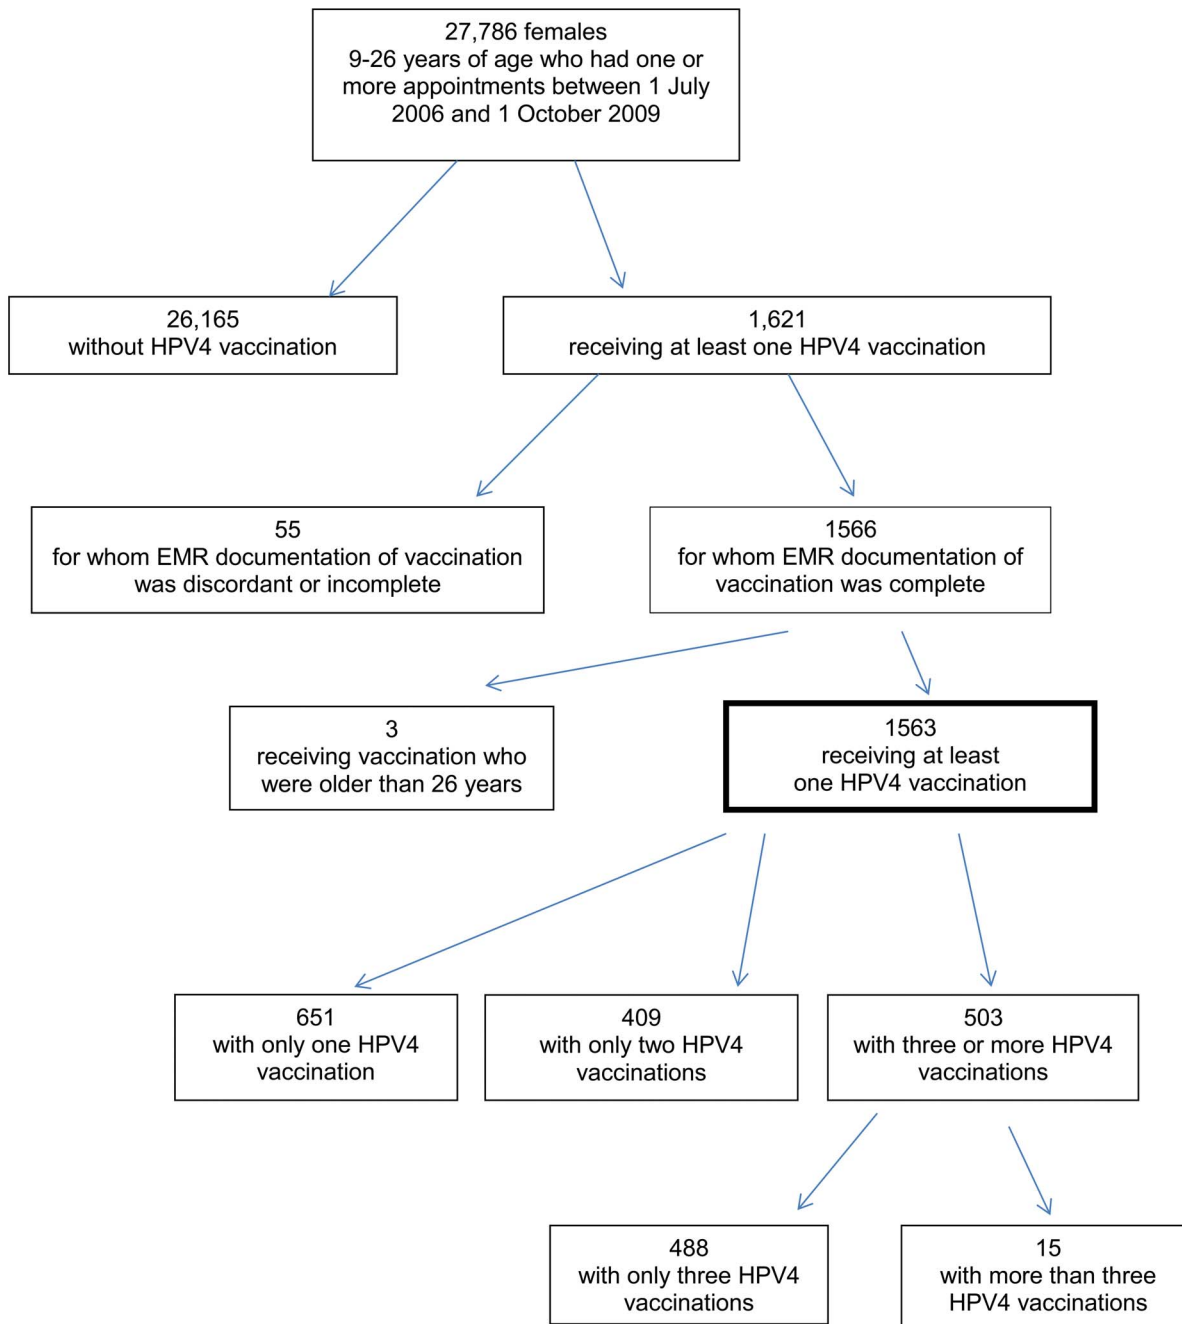 27,786 females
9-26 years of age who had one or
more appointments between 1 July
2006 and 1 October 2009
26,165
without HPV4 vaccination
1,621
receiving at least one HPV4 vaccination
55
for whom EMR documentation of vaccination
was discordant or incomplete
1566
for whom EMR documentation of
vaccination was complete
3
receiving vaccination who
were older than 26 years
1563
receiving at least
one HPV4 vaccination
651
with only one HPV4
vaccination
409
with only two HPV4
vaccinations
503
with three or more HPV4
vaccinations
488
with only three HPV4
vaccinations
15
with more than three
HPV4 vaccinations